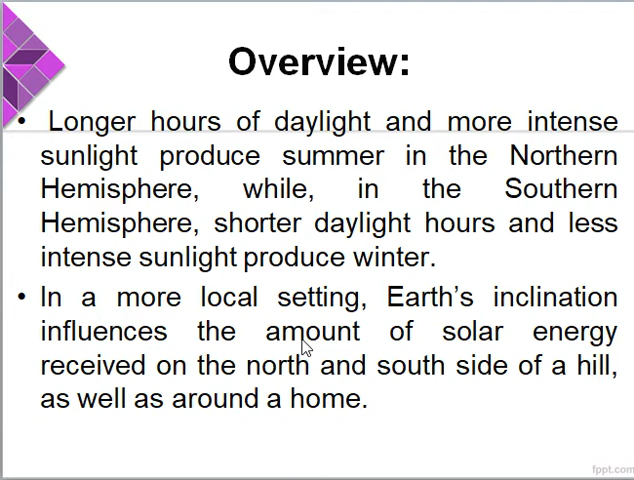 Overview:
• Longer hours of daylight and more intense
sunlight produce summer in the Northern
Hemisphere, while, in the Southern
Hemisphere, shorter daylight hours and less
intense sunlight produce winter.
• In a more local setting, Earth's inclination
influences the amount of solar energy
received on the north and south side of a hill,
as well as around a home.
fppt.com